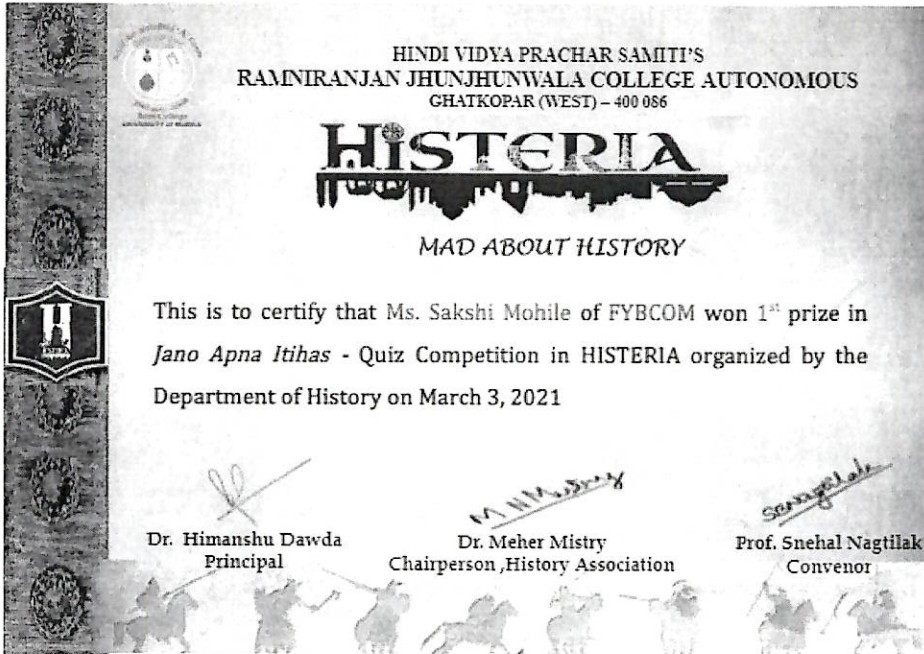 HINDI VIDYA PRACHAR SAMITI'S
RAMNIRANJAN JHUNJHUNWALA COLLEGE AUTONOMOUS
GHATKOPAR (WEST) – 400 086
HiSTERIA
MAD ABOUT HISTORY
This is to certify that Ms. Sakshi Mohile of FYBCOM won 1st prize in
Jano Apna Itihas - Quiz Competition in HISTERIA organized by the
Department of History on March 3, 2021
Dr. Himanshu Dawda
Principal
Dr. Meher Mistry
Chairperson ,History Association
Prof. Snehal Nagtilak
Convenor